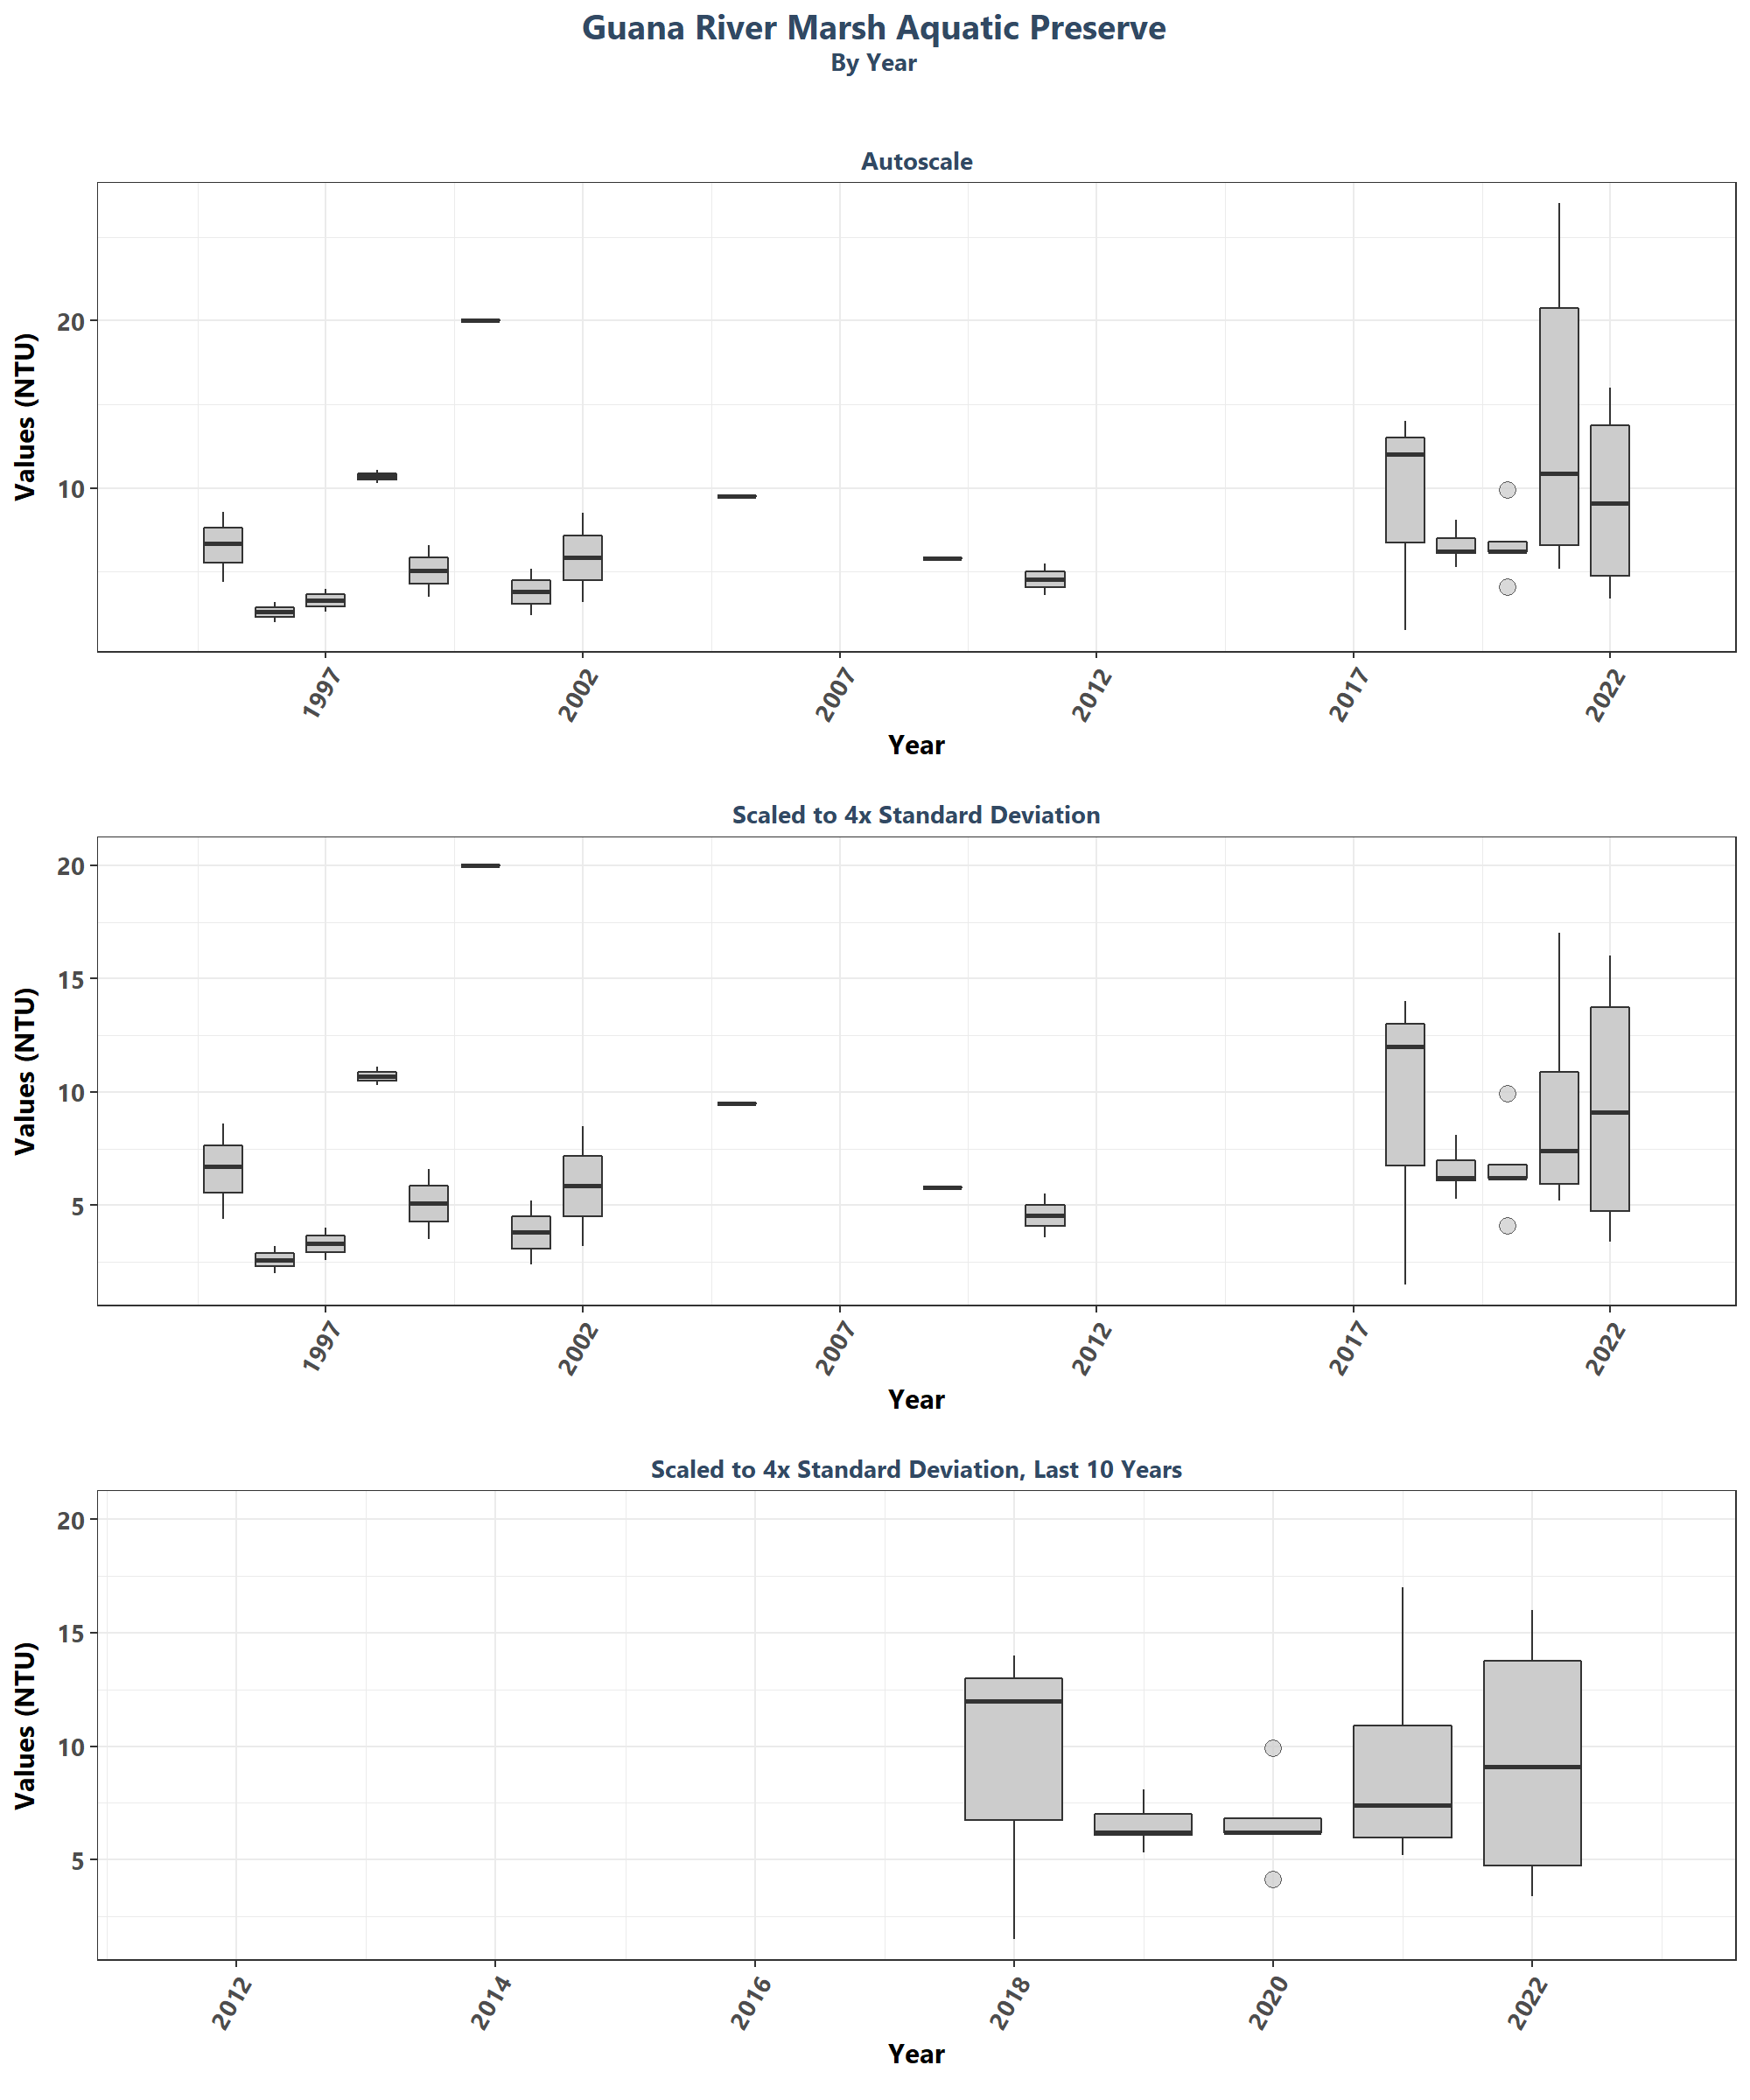 Guana River Marsh Aquatic Preserve
By Year
Autoscale
Values (NTU)
20
10
1997 2002 2007 2012 2017 2022
Year
Scaled to 4x Standard Deviation
Values (NTU)
20
15
10
5
1997 2002 2007 2012 2017 2022
Year
Scaled to 4x Standard Deviation, Last 10 Years
Values (NTU)
20
15
10
5
2012 2014 2016 2018 2020 2022
Year